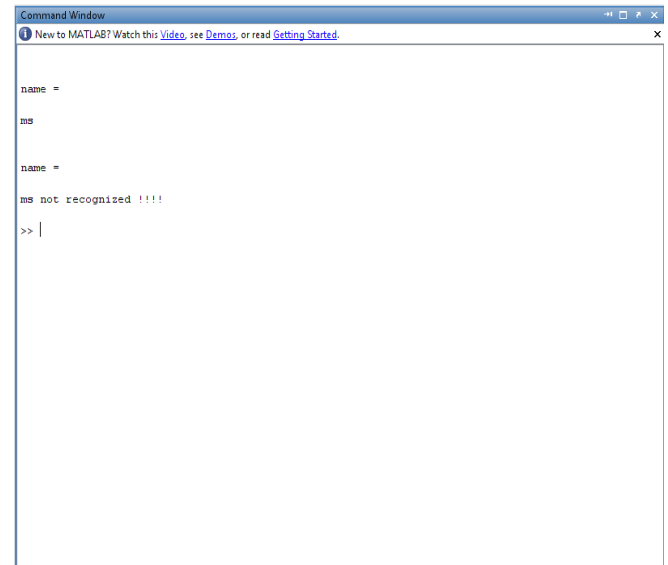 Command Window
New to MATLAB? Watch this Video, see Demos, or read Getting Started.
name =
ms
name =
ms not recognized !!!!
>>